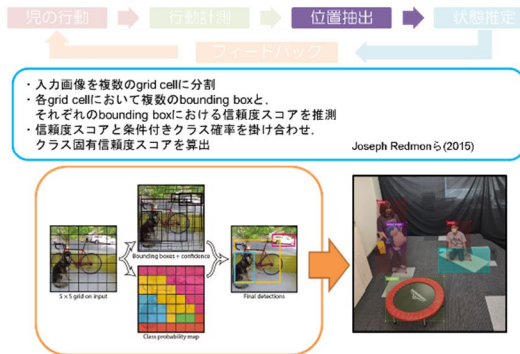 児の行動
行動計測
位置抽出
状態推定
フィードバック
・入力画像を複数のgrid cellに分割
・各grid cellにおいて複数のbounding boxと,
それぞれのbounding boxにおける信頼度スコアを推測
・信頼度スコアと条件付きクラス確率を掛け合わせ,
クラス固有信頼度スコアを算出
Joseph Redmonら(2015)
Bounding boxes + confidence
S × S grid on input
Final detections
Class probability map